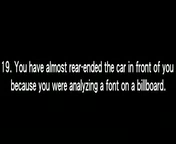 19. You have almost rear-ended the car in front of you
because you were analyzing a font on a billboard.